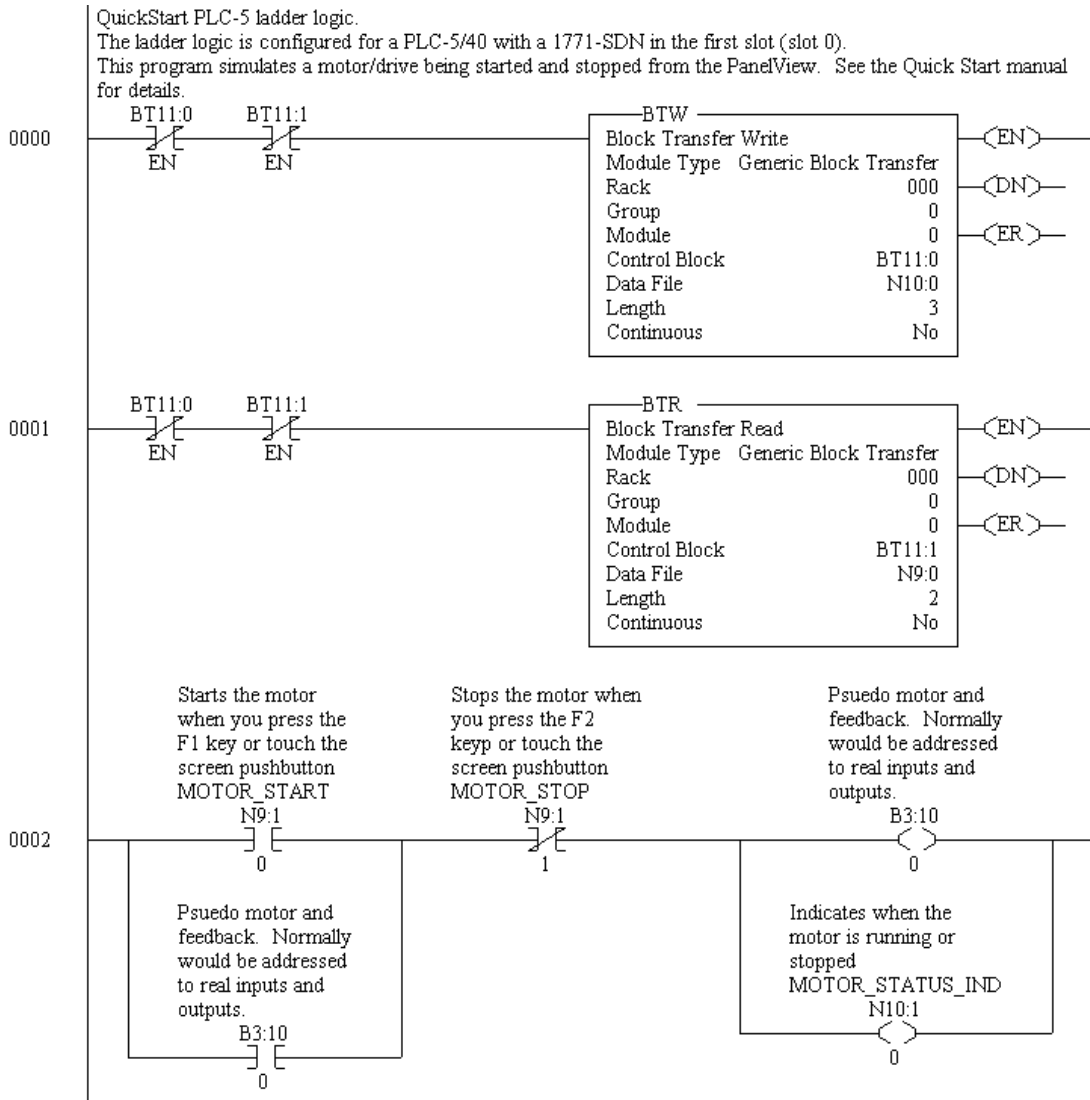 QuickStart PLC-5 ladder logic.
The ladder logic is configured for a PLC-5/40 with a 1771-SDN in the first slot (slot 0).
This program simulates a motor/drive being started and stopped from the PanelView. See the Quick Start manual
for details.
BT11:0 BT11:1
EN EN
0000
BTW
Block Transfer Write
Module Type Generic Block Transfer
Rack 000
Group 0
Module 0
Control Block BT11:0
Data File N10:0
Length 3
Continuous No
EN
DN
ER
BT11:0 BT11:1
EN EN
0001
BTR
Block Transfer Read
Module Type Generic Block Transfer
Rack 000
Group 0
Module 0
Control Block BT11:1
Data File N9:0
Length 2
Continuous No
EN
DN
ER
0002
Starts the motor
when you press the
F1 key or touch the
screen pushbutton
MOTOR_START
N9:1
0
Psuedo motor and
feedback. Normally
would be addressed
to real inputs and
outputs.
B3:10
0
Stops the motor when
you press the F2
keyp or touch the
screen pushbutton
MOTOR_STOP
N9:1
1
Psuedo motor and
feedback. Normally
would be addressed
to real inputs and
outputs.
B3:10
0
Indicates when the
motor is running or
stopped
MOTOR_STATUS_IND
N10:1
0